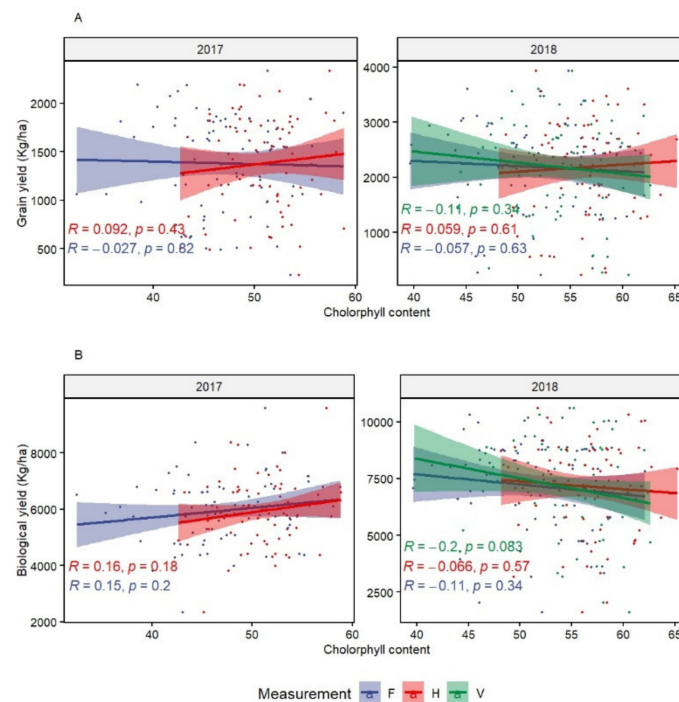 A
2017
2018
Grain yield (Kg/ha)
2000
1500
1000
500
R = 0.092, p = 0.43
R = −0.027, p = 0.82
40
50
60
4000
3000
2000
1000
R = −0.11, p = 0.34
R = 0.059, p = 0.61
R = −0.057, p = 0.63
40
45
50
55
60
65
Cholorphyll content
B
2017
2018
Biological yield (Kg/ha)
8000
6000
4000
2000
R = 0.16, p = 0.18
R = 0.15, p = 0.2
40
50
60
10000
7500
5000
2500
R = −0.2, p = 0.083
R = −0.066, p = 0.57
R = −0.11, p = 0.34
40
45
50
55
60
65
Cholorphyll content
Measurement a F a H a V